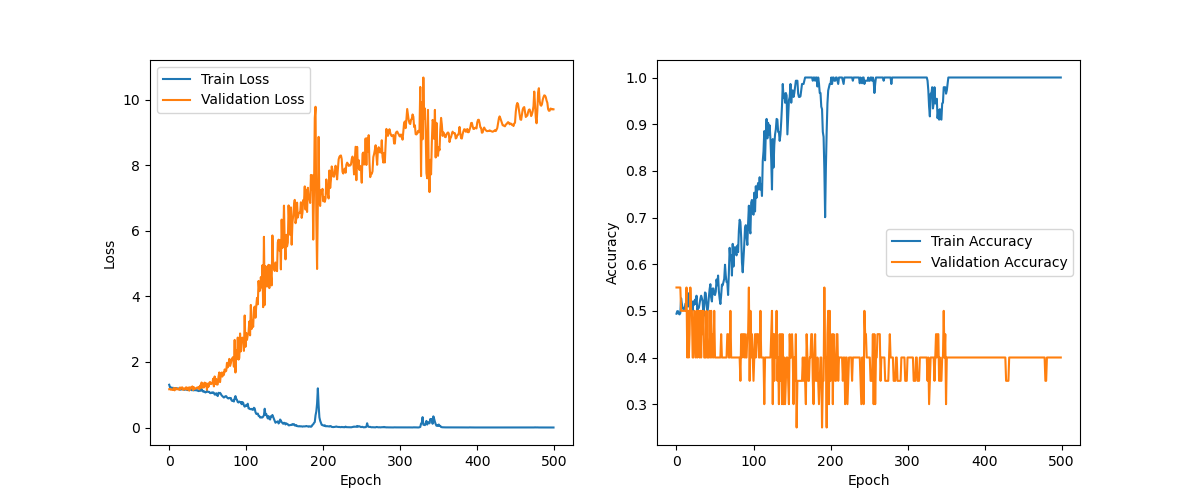 Train Loss
Validation Loss
10
8
6
4
2
0
Loss
0 100 200 300 400 500
Epoch
1.0
0.9
0.8
0.7
0.6
0.5
0.4
0.3
Accuracy
Train Accuracy
Validation Accuracy
0 100 200 300 400 500
Epoch